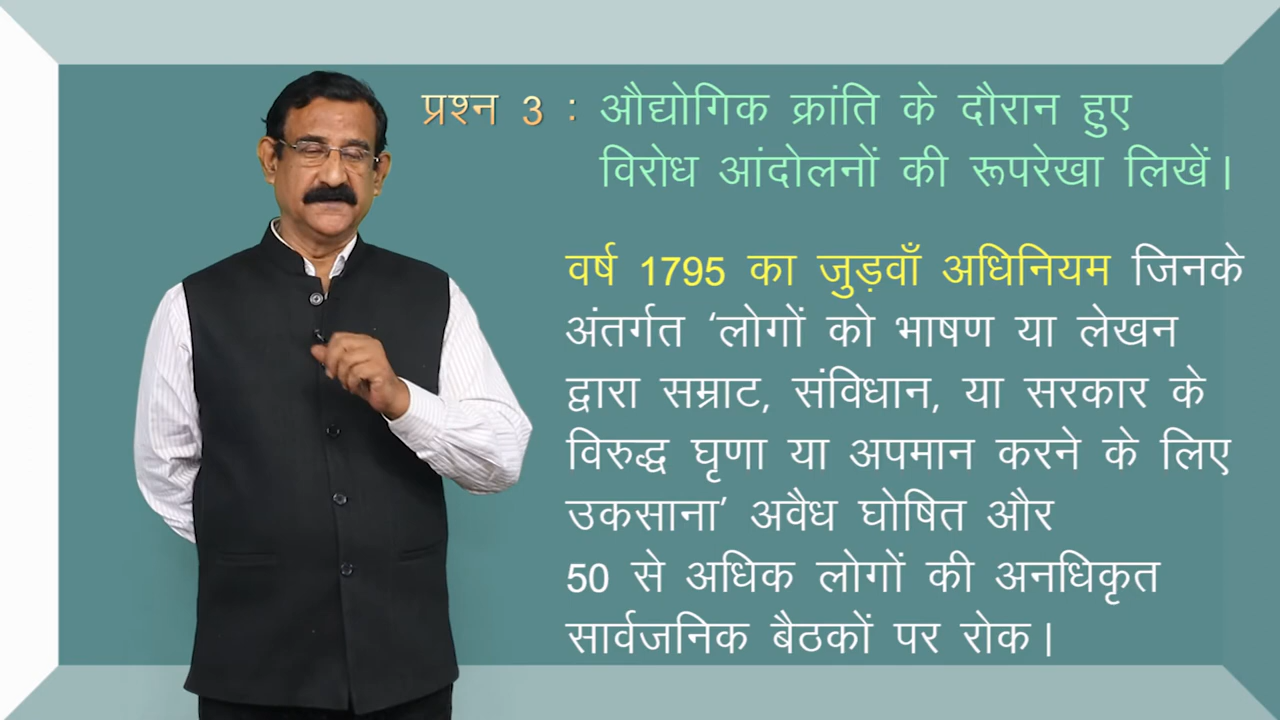 प्रश्न 3 : औद्योगिक क्रांति के दौरान हुए
विरोध आंदोलनों की रूपरेखा लिखें।
वर्ष 1795 का जुड़वाँ अधिनियम जिनके
अंतर्गत ‘लोगों को भाषण या लेखन
द्वारा सम्राट, संविधान, या सरकार के
विरुद्ध घृणा या अपमान करने के लिए
उकसाना’ अवैध घोषित और
50 से अधिक लोगों की अनधिकृत
सार्वजनिक बैठकों पर रोक।